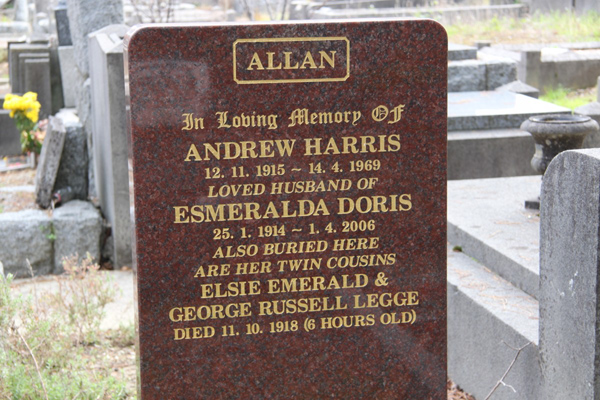 ALLAN
In Loving Memory Of
ANDREW HARRIS
12. 11. 1915 ~ 14. 4. 1969
LOVED HUSBAND OF
ESMERALDA DORIS
25. 1. 1914 ~ 1. 4. 2006
ALSO BURIED HERE
ARE HER TWIN COUSINS
ELSIE EMERALD &
GEORGE RUSSELL LEGGE
DIED 11. 10. 1918 (6 HOURS OLD)